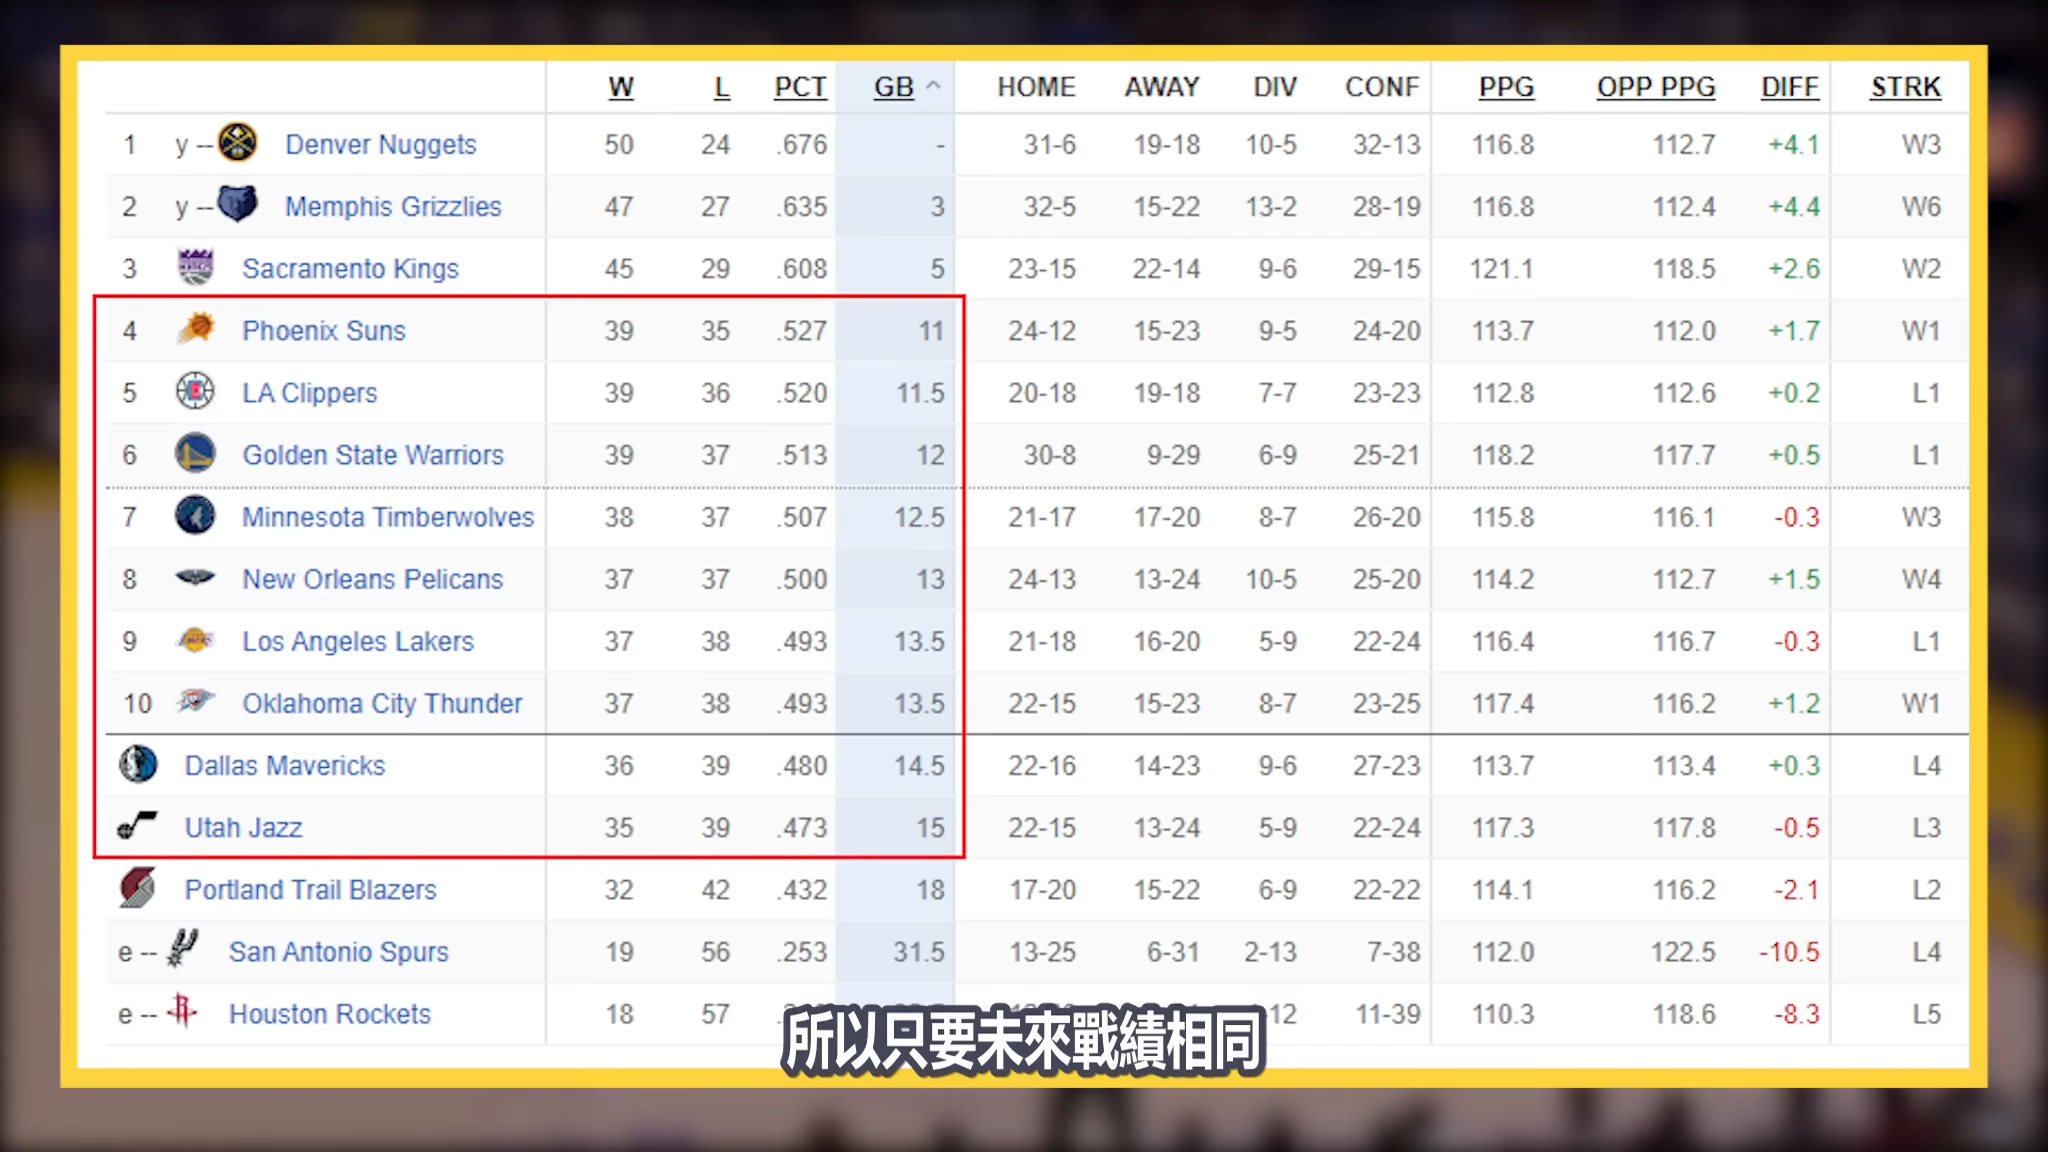 W L PCT GB ^ HOME AWAY DIV CONF PPG OPP PPG DIFF STRK
1 y -- Denver Nuggets 50 24 .676 - 31-6 19-18 10-5 32-13 116.8 112.7 +4.1 W3
2 y -- Memphis Grizzlies 47 27 .635 3 32-5 15-22 13-2 28-19 116.8 112.4 +4.4 W6
3 Sacramento Kings 45 29 .608 5 23-15 22-14 9-6 29-15 121.1 118.5 +2.6 W2
4 Phoenix Suns 39 35 .527 11 24-12 15-23 9-5 24-20 113.7 112.0 +1.7 W1
5 LA Clippers 39 36 .520 11.5 20-18 19-18 7-7 23-23 112.8 112.6 +0.2 L1
6 Golden State Warriors 39 37 .513 12 30-8 9-29 6-9 25-21 118.2 117.7 +0.5 L1
7 Minnesota Timberwolves 38 37 .507 12.5 21-17 17-20 8-7 26-20 115.8 116.1 -0.3 W3
8 New Orleans Pelicans 37 37 .500 13 24-13 13-24 10-5 25-20 114.2 112.7 +1.5 W4
9 Los Angeles Lakers 37 38 .493 13.5 21-18 16-20 5-9 22-24 116.4 116.7 -0.3 L1
10 Oklahoma City Thunder 37 38 .493 13.5 22-15 15-23 8-7 23-25 117.4 116.2 +1.2 W1
Dallas Mavericks 36 39 .480 14.5 22-16 14-23 9-6 27-23 113.7 113.4 +0.3 L4
Utah Jazz 35 39 .473 15 22-15 13-24 5-9 22-24 117.3 117.8 -0.5 L3
Portland Trail Blazers 32 42 .432 18 17-20 15-22 6-9 22-22 114.1 116.2 -2.1 L2
e -- San Antonio Spurs 19 56 .253 31.5 13-25 6-31 2-13 7-38 112.0 122.5 -10.5 L4
e -- Houston Rockets 18 57 12 11-39 110.3 118.6 -8.3 L5
所以只要未來戰績相同